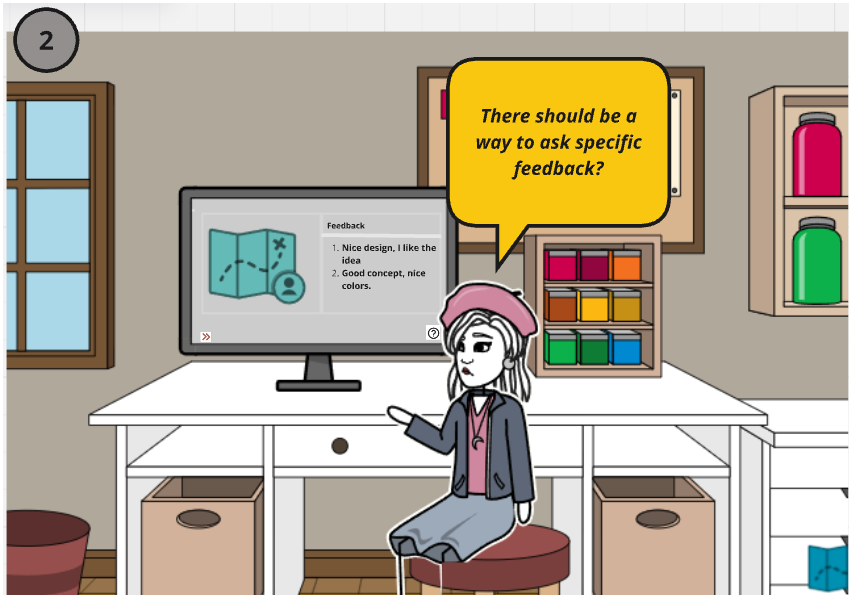 2
There should be a
way to ask specific
feedback?
Feedback
1. Nice design, I like the
idea
2. Good concept, nice
colors.
»
?